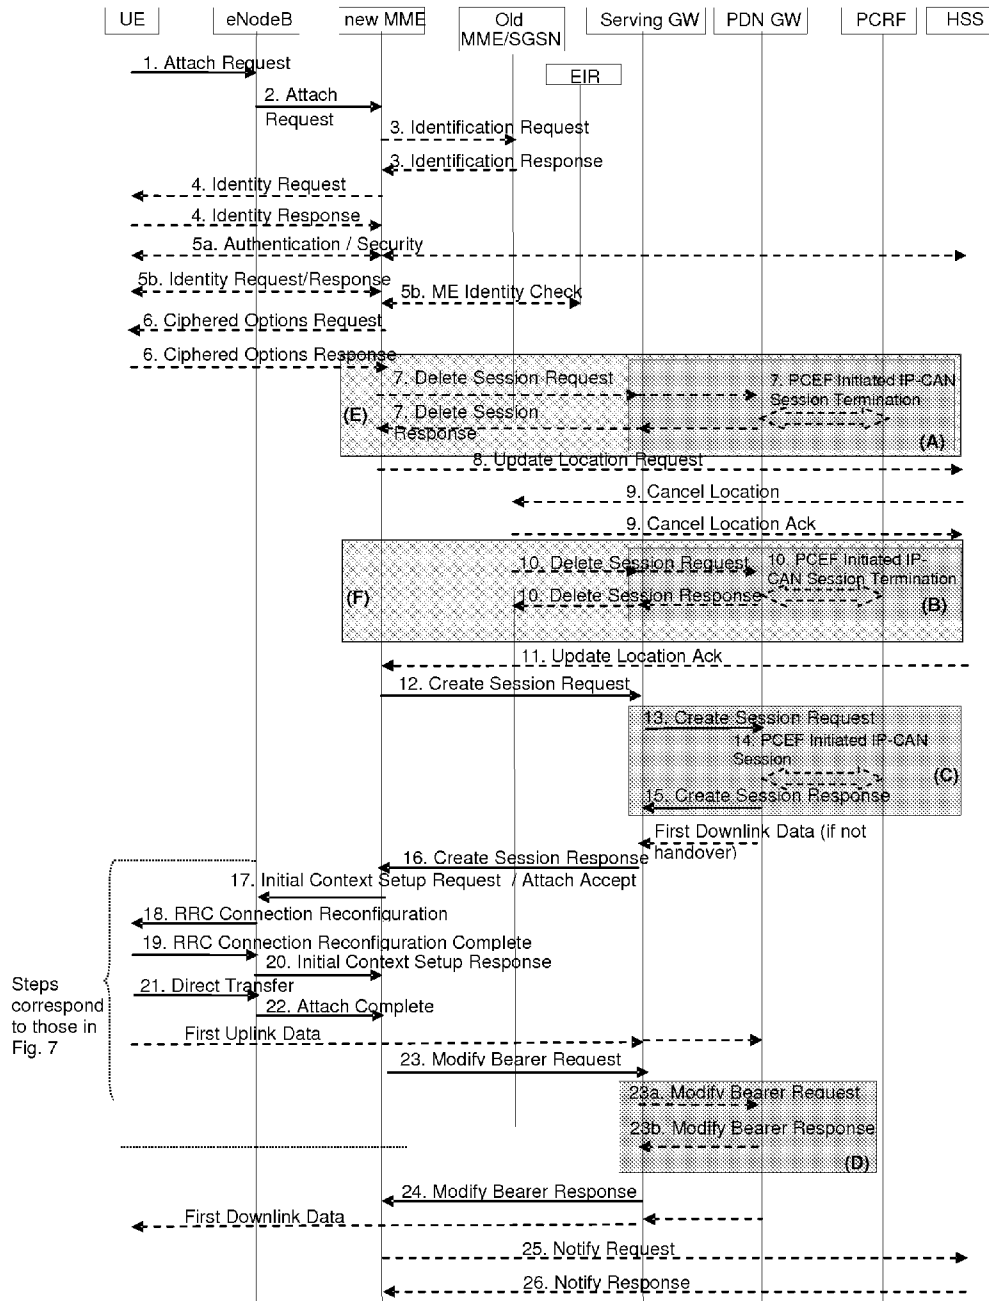 UE
eNodeB
new MME
Old
MME/SGSN
Serving GW
PDN GW
PCRF
HSS
EIR
1. Attach Request
2. Attach
Request
3. Identification Request
3. Identification Response
4. Identity Request
4. Identity Response
5a. Authentication / Security
5b. Identity Request/Response
5b. ME Identity Check
6. Ciphered Options Request
6. Ciphered Options Response
7. Delete Session Request
7. PCEF Initiated IP-CAN
Session Termination
(E)
7. Delete Session
Response
(A)
8. Update Location Request
9. Cancel Location
9. Cancel Location Ack
10. Delete Session Request
10. PCEF Initiated IP-
CAN Session Termination
(F)
10. Delete Session Response
(B)
11. Update Location Ack
12. Create Session Request
13. Create Session Request
14. PCEF Initiated IP-CAN
Session
(C)
15. Create Session Response
First Downlink Data (if not
handover)
16. Create Session Response
17. Initial Context Setup Request / Attach Accept
18. RRC Connection Reconfiguration
19. RRC Connection Reconfiguration Complete
20. Initial Context Setup Response
Steps
correspond
to those in
Fig. 7
21. Direct Transfer
22. Attach Complete
First Uplink Data
23. Modify Bearer Request
23a. Modify Bearer Request
23b. Modify Bearer Response
(D)
24. Modify Bearer Response
First Downlink Data
25. Notify Request
26. Notify Response